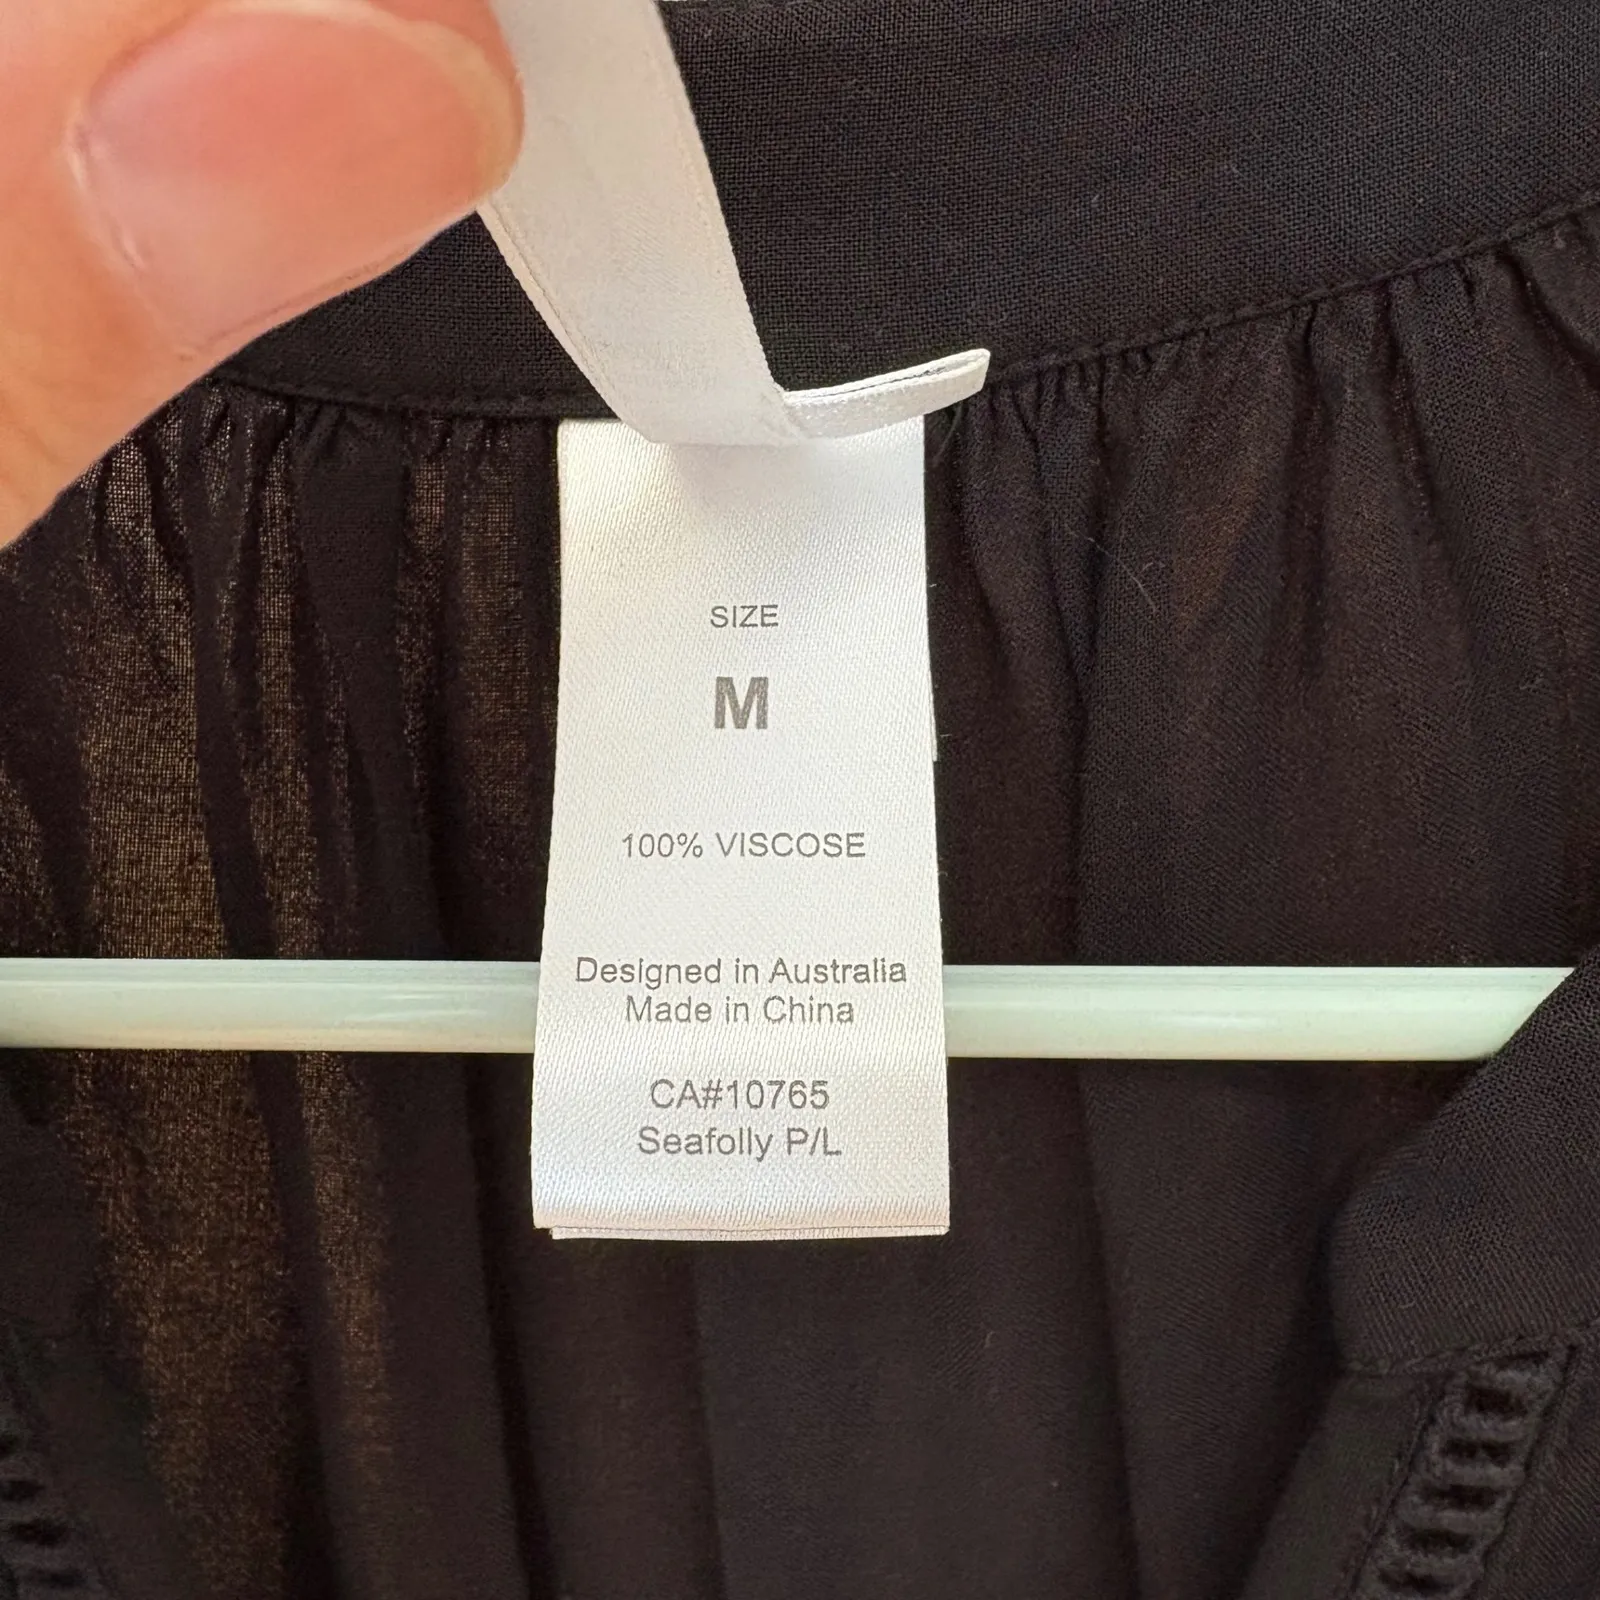 SIZE
M
100% VISCOSE
Designed in Australia
Made in China
CA#10765
Seafolly P/L